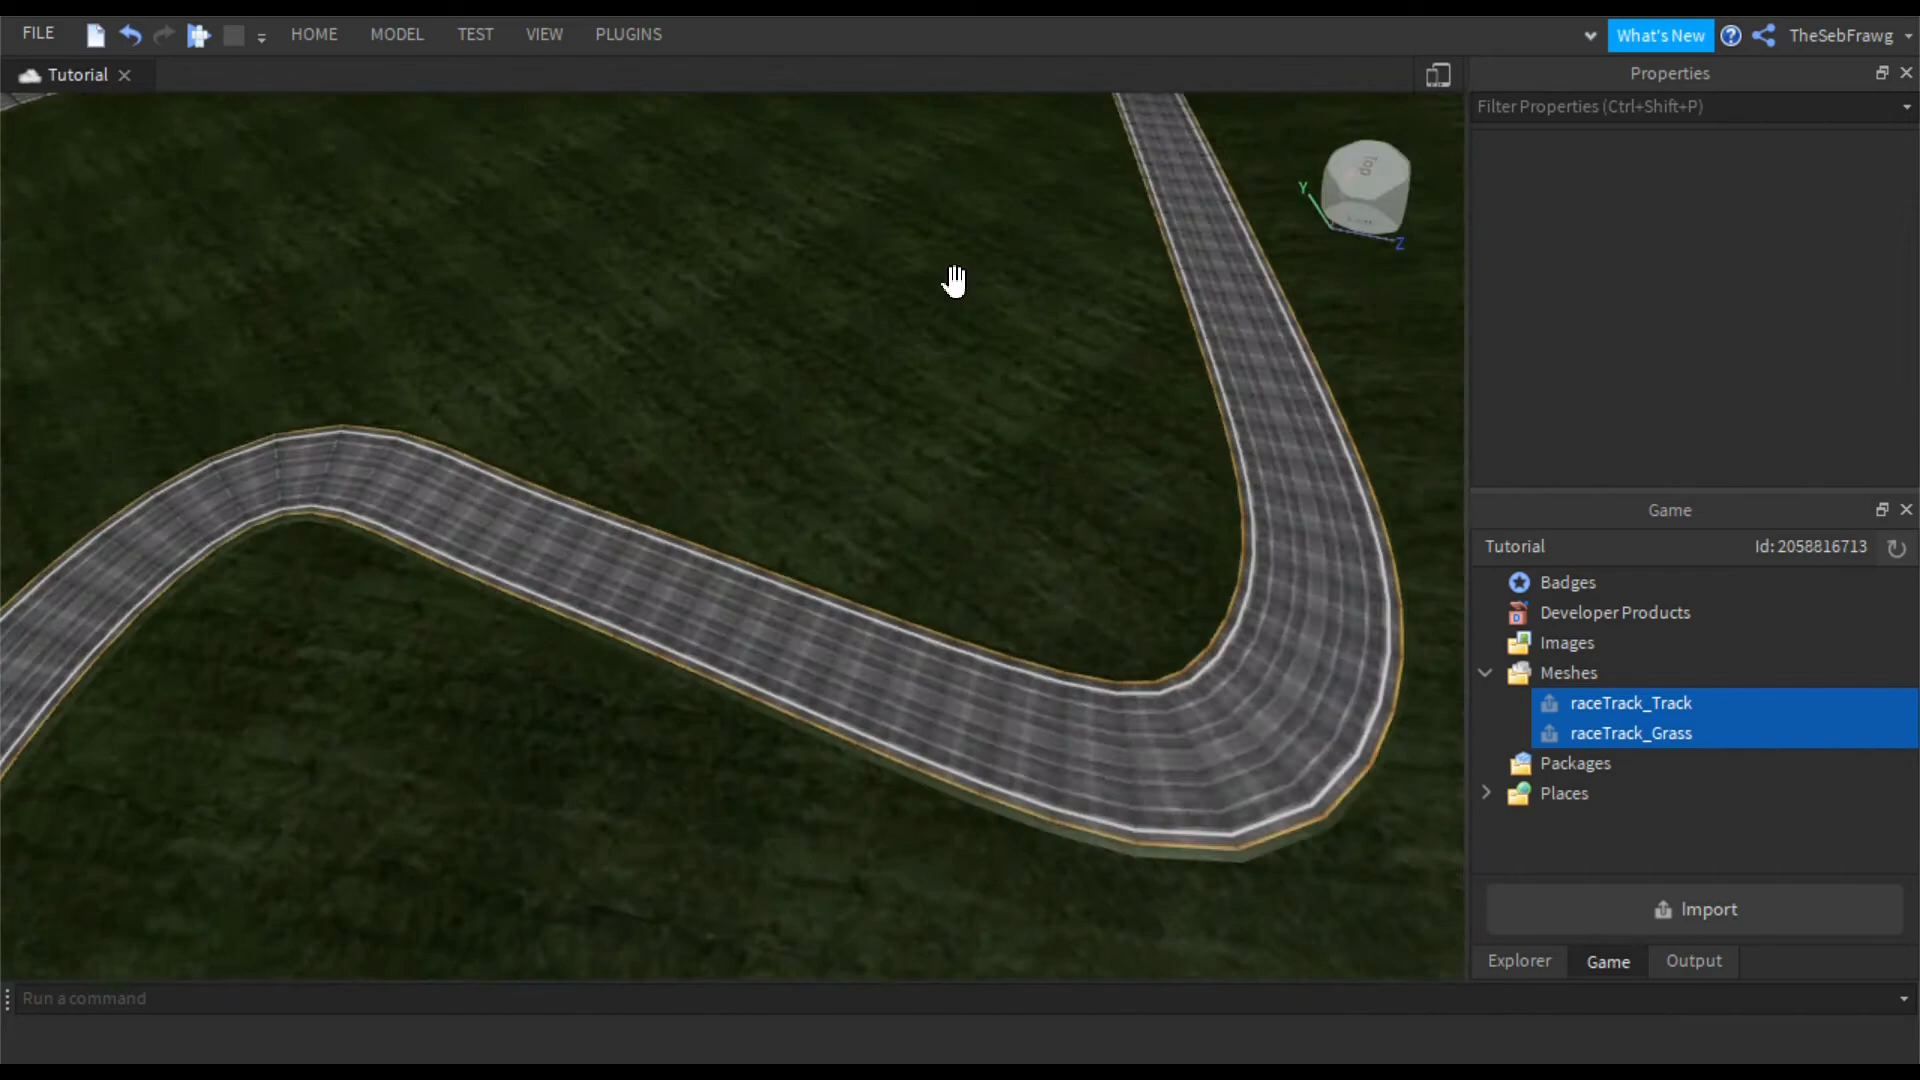 FILE
HOME
MODEL
TEST
VIEW
PLUGINS
What's New
TheSebFrawg
Tutorial
Properties
Filter Properties (Ctrl+Shift+P)
Top
Y
Z
Game
Tutorial
Id: 2058816713
Badges
Developer Products
Images
Meshes
raceTrack_Track
raceTrack_Grass
Packages
Places
Import
Explorer
Game
Output
Run a command